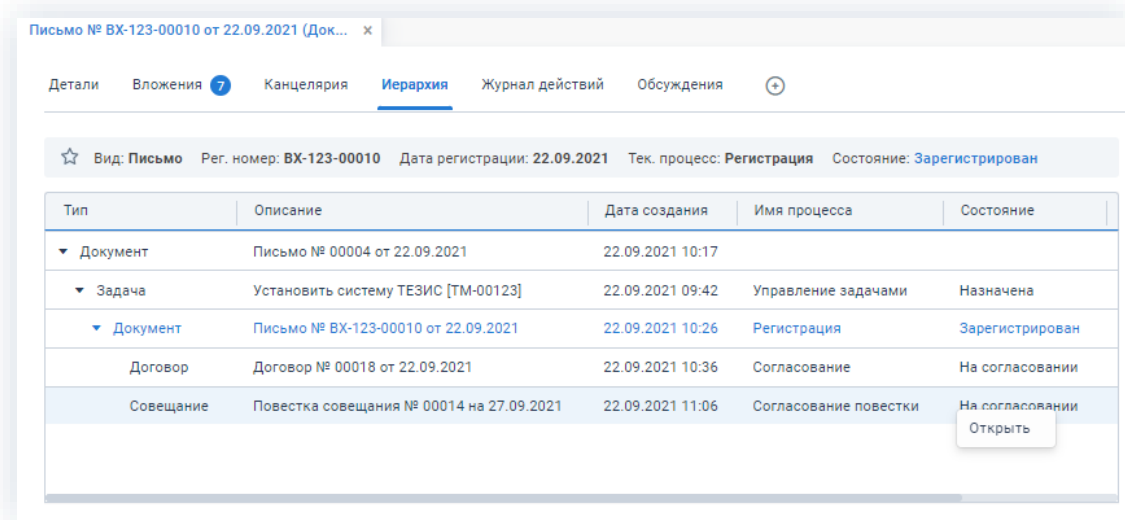 Письмо № ВХ-123-00010 от 22.09.2021 (Док... ×
Детали Вложения 7 Канцелярия Иерархия Журнал действий Обсуждения
Вид: Письмо Рег. номер: ВХ-123-00010 Дата регистрации: 22.09.2021 Тек. процесс: Регистрация Состояние: Зарегистрирован
Тип Описание Дата создания Имя процесса Состояние
Документ Письмо № 00004 от 22.09.2021 22.09.2021 10:17
Задача Установить систему ТЕЗИС [ТМ-00123] 22.09.2021 09:42 Управление задачами Назначена
Документ Письмо № ВХ-123-00010 от 22.09.2021 22.09.2021 10:26 Регистрация Зарегистрирован
Договор Договор № 00018 от 22.09.2021 22.09.2021 10:36 Согласование На согласовании
Совещание Повестка совещания № 00014 на 27.09.2021 22.09.2021 11:06 Согласование повестки На согласовании
Открыть